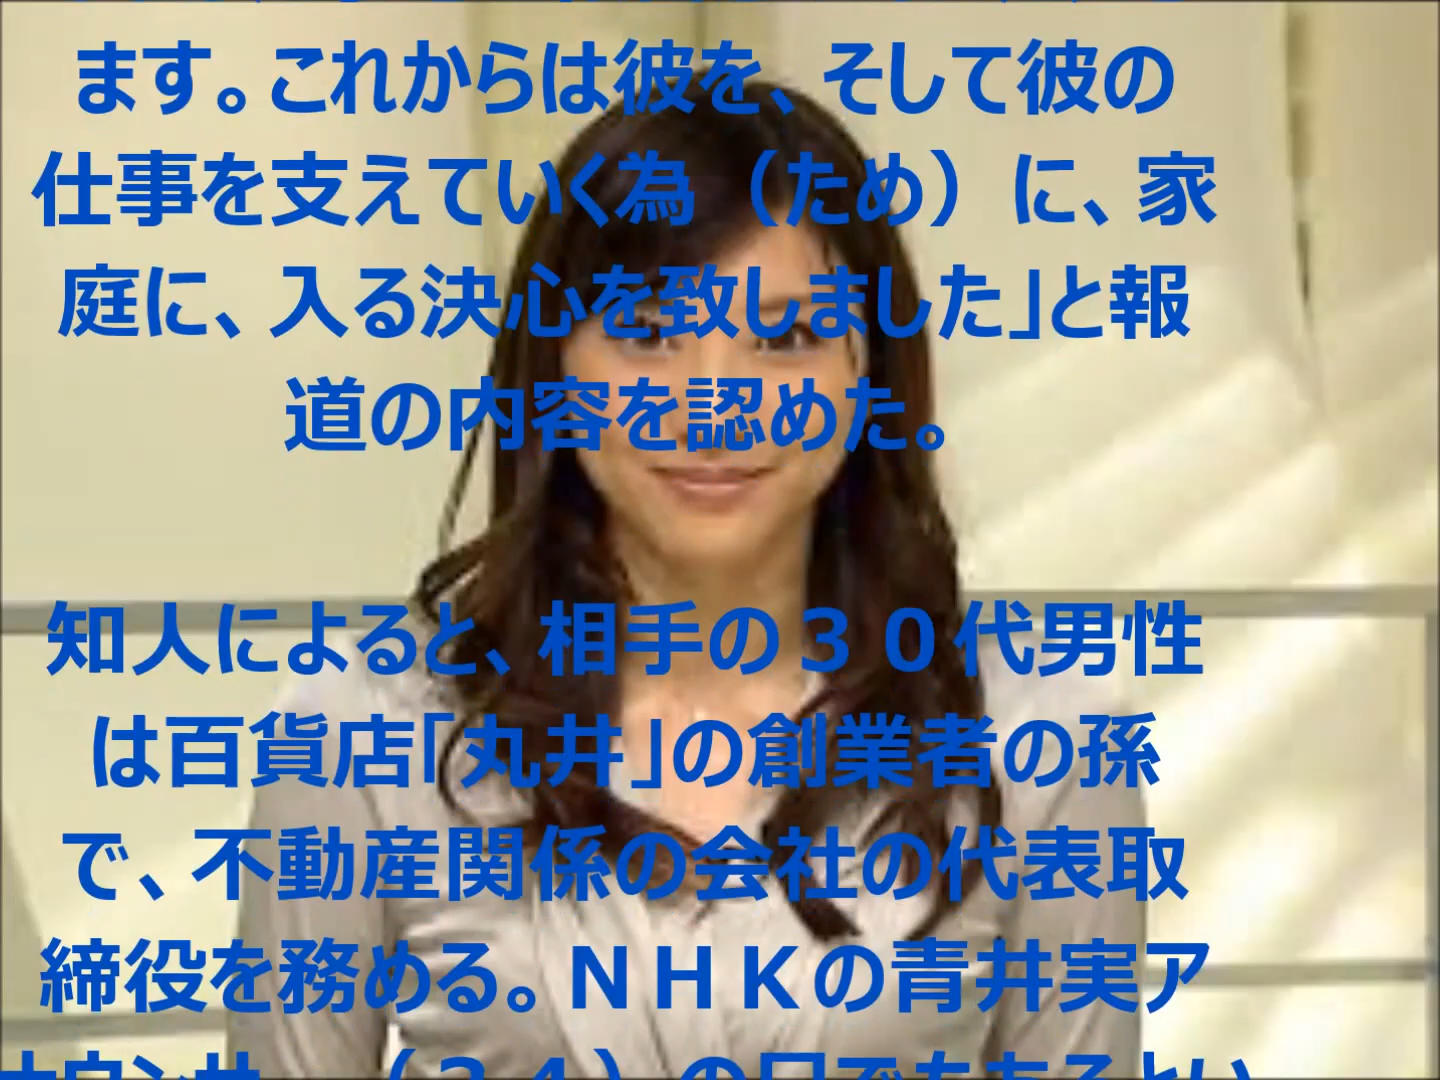 ます。これからは彼を、そして彼の
仕事を支えていく為（ため）に、家
庭に、入る決心を致しました」と報
道の内容を認めた。
知人によると、相手の３０代男性
は百貨店「丸井」の創業者の孫
で、不動産関係の会社の代表取
締役を務める。ＮＨＫの青井実ア